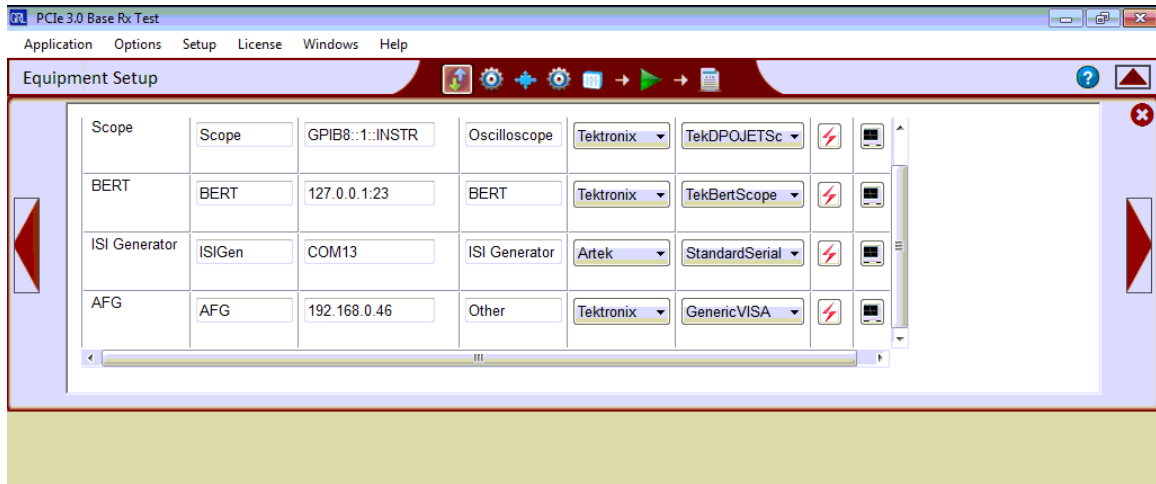 GRL PCIe 3.0 Base Rx Test
Application Options Setup License Windows Help
Equipment Setup
Scope Scope GPIB8::1::INSTR Oscilloscope Tektronix TekDPOJETSc
BERT BERT 127.0.0.1:23 BERT Tektronix TekBertScope
ISI Generator ISIGen COM13 ISI Generator Artek StandardSerial
AFG AFG 192.168.0.46 Other Tektronix GenericVISA